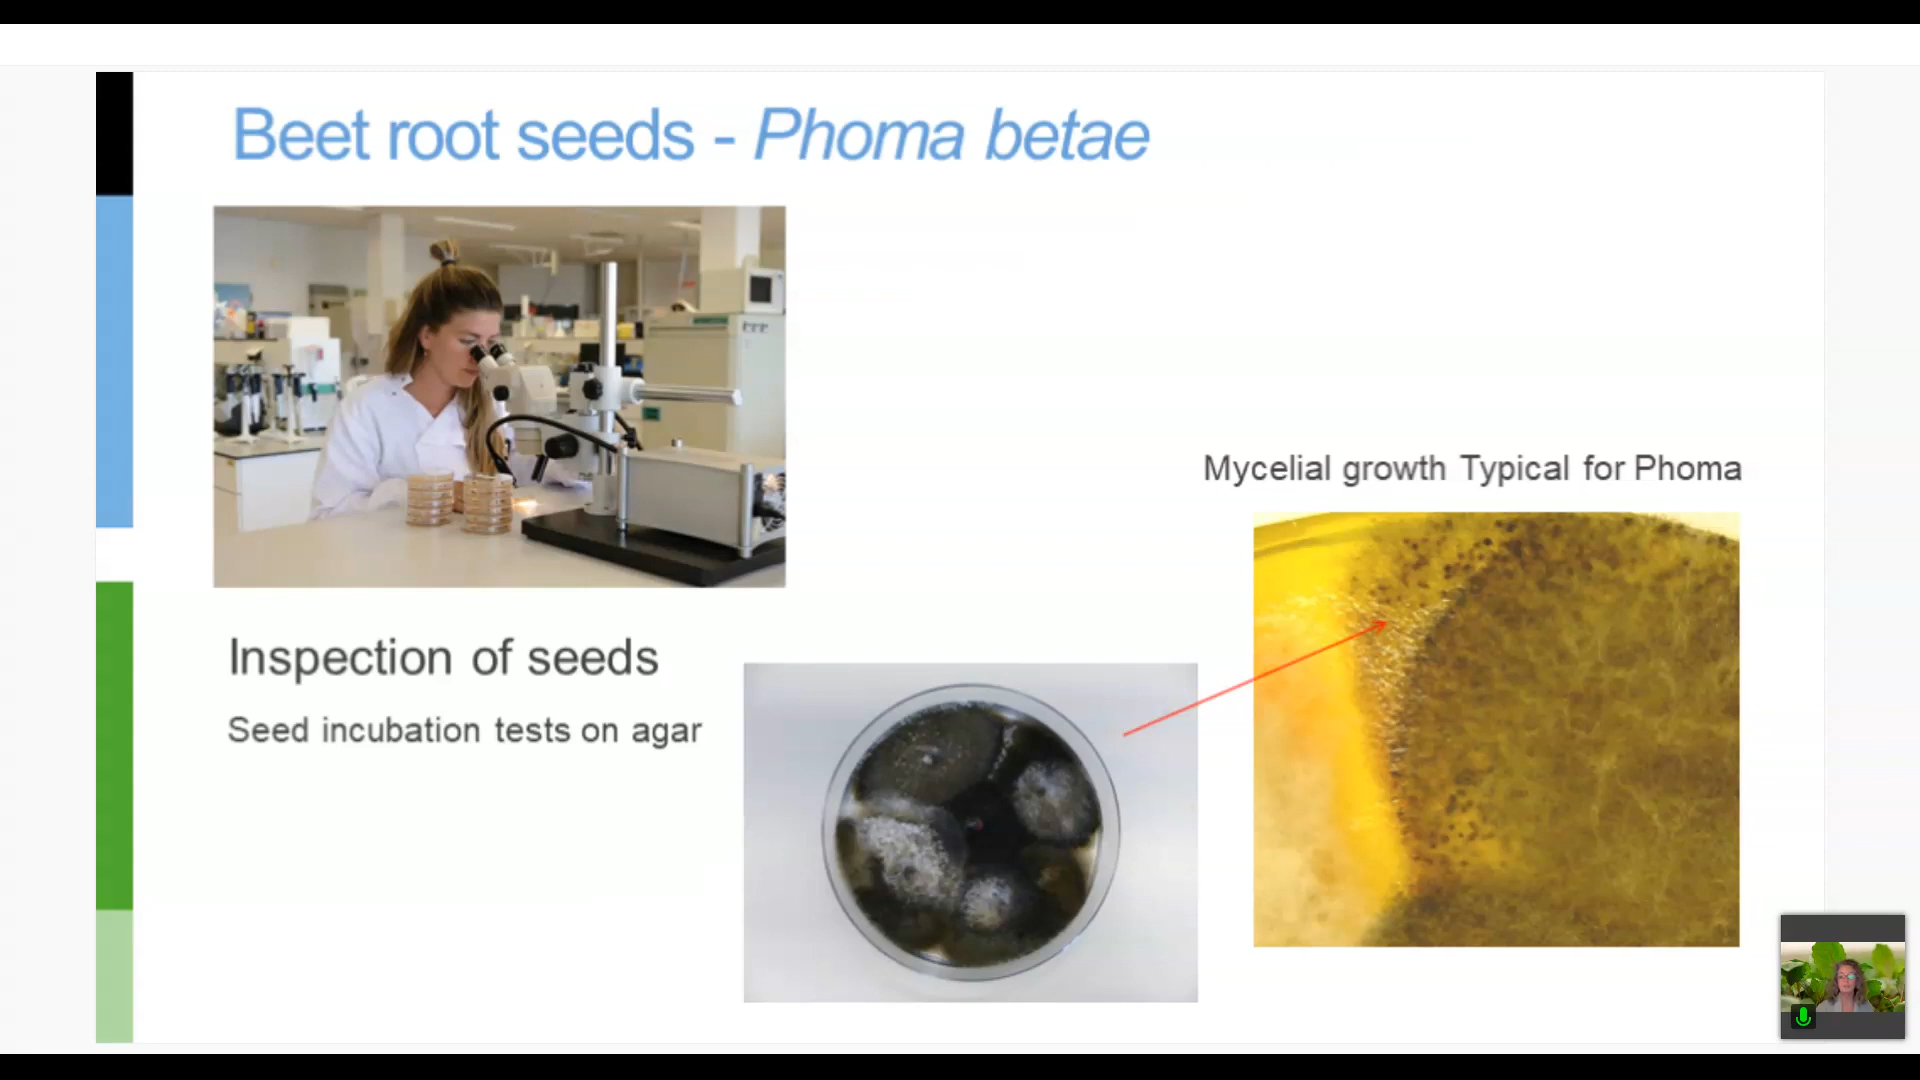 Beet root seeds - Phoma betae
Mycelial growth Typical for Phoma
Inspection of seeds
Seed incubation tests on agar